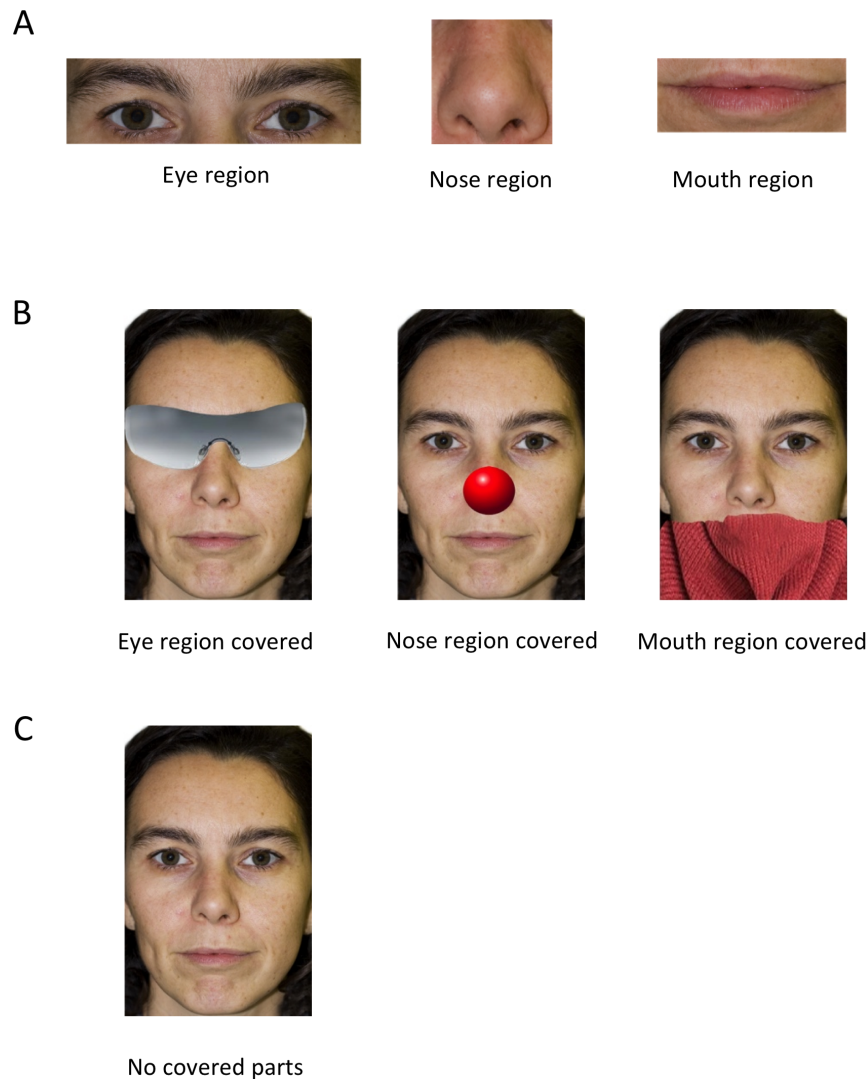 A
Eye region
Nose region
Mouth region
B
Eye region covered
Nose region covered
Mouth region covered
C
No covered parts